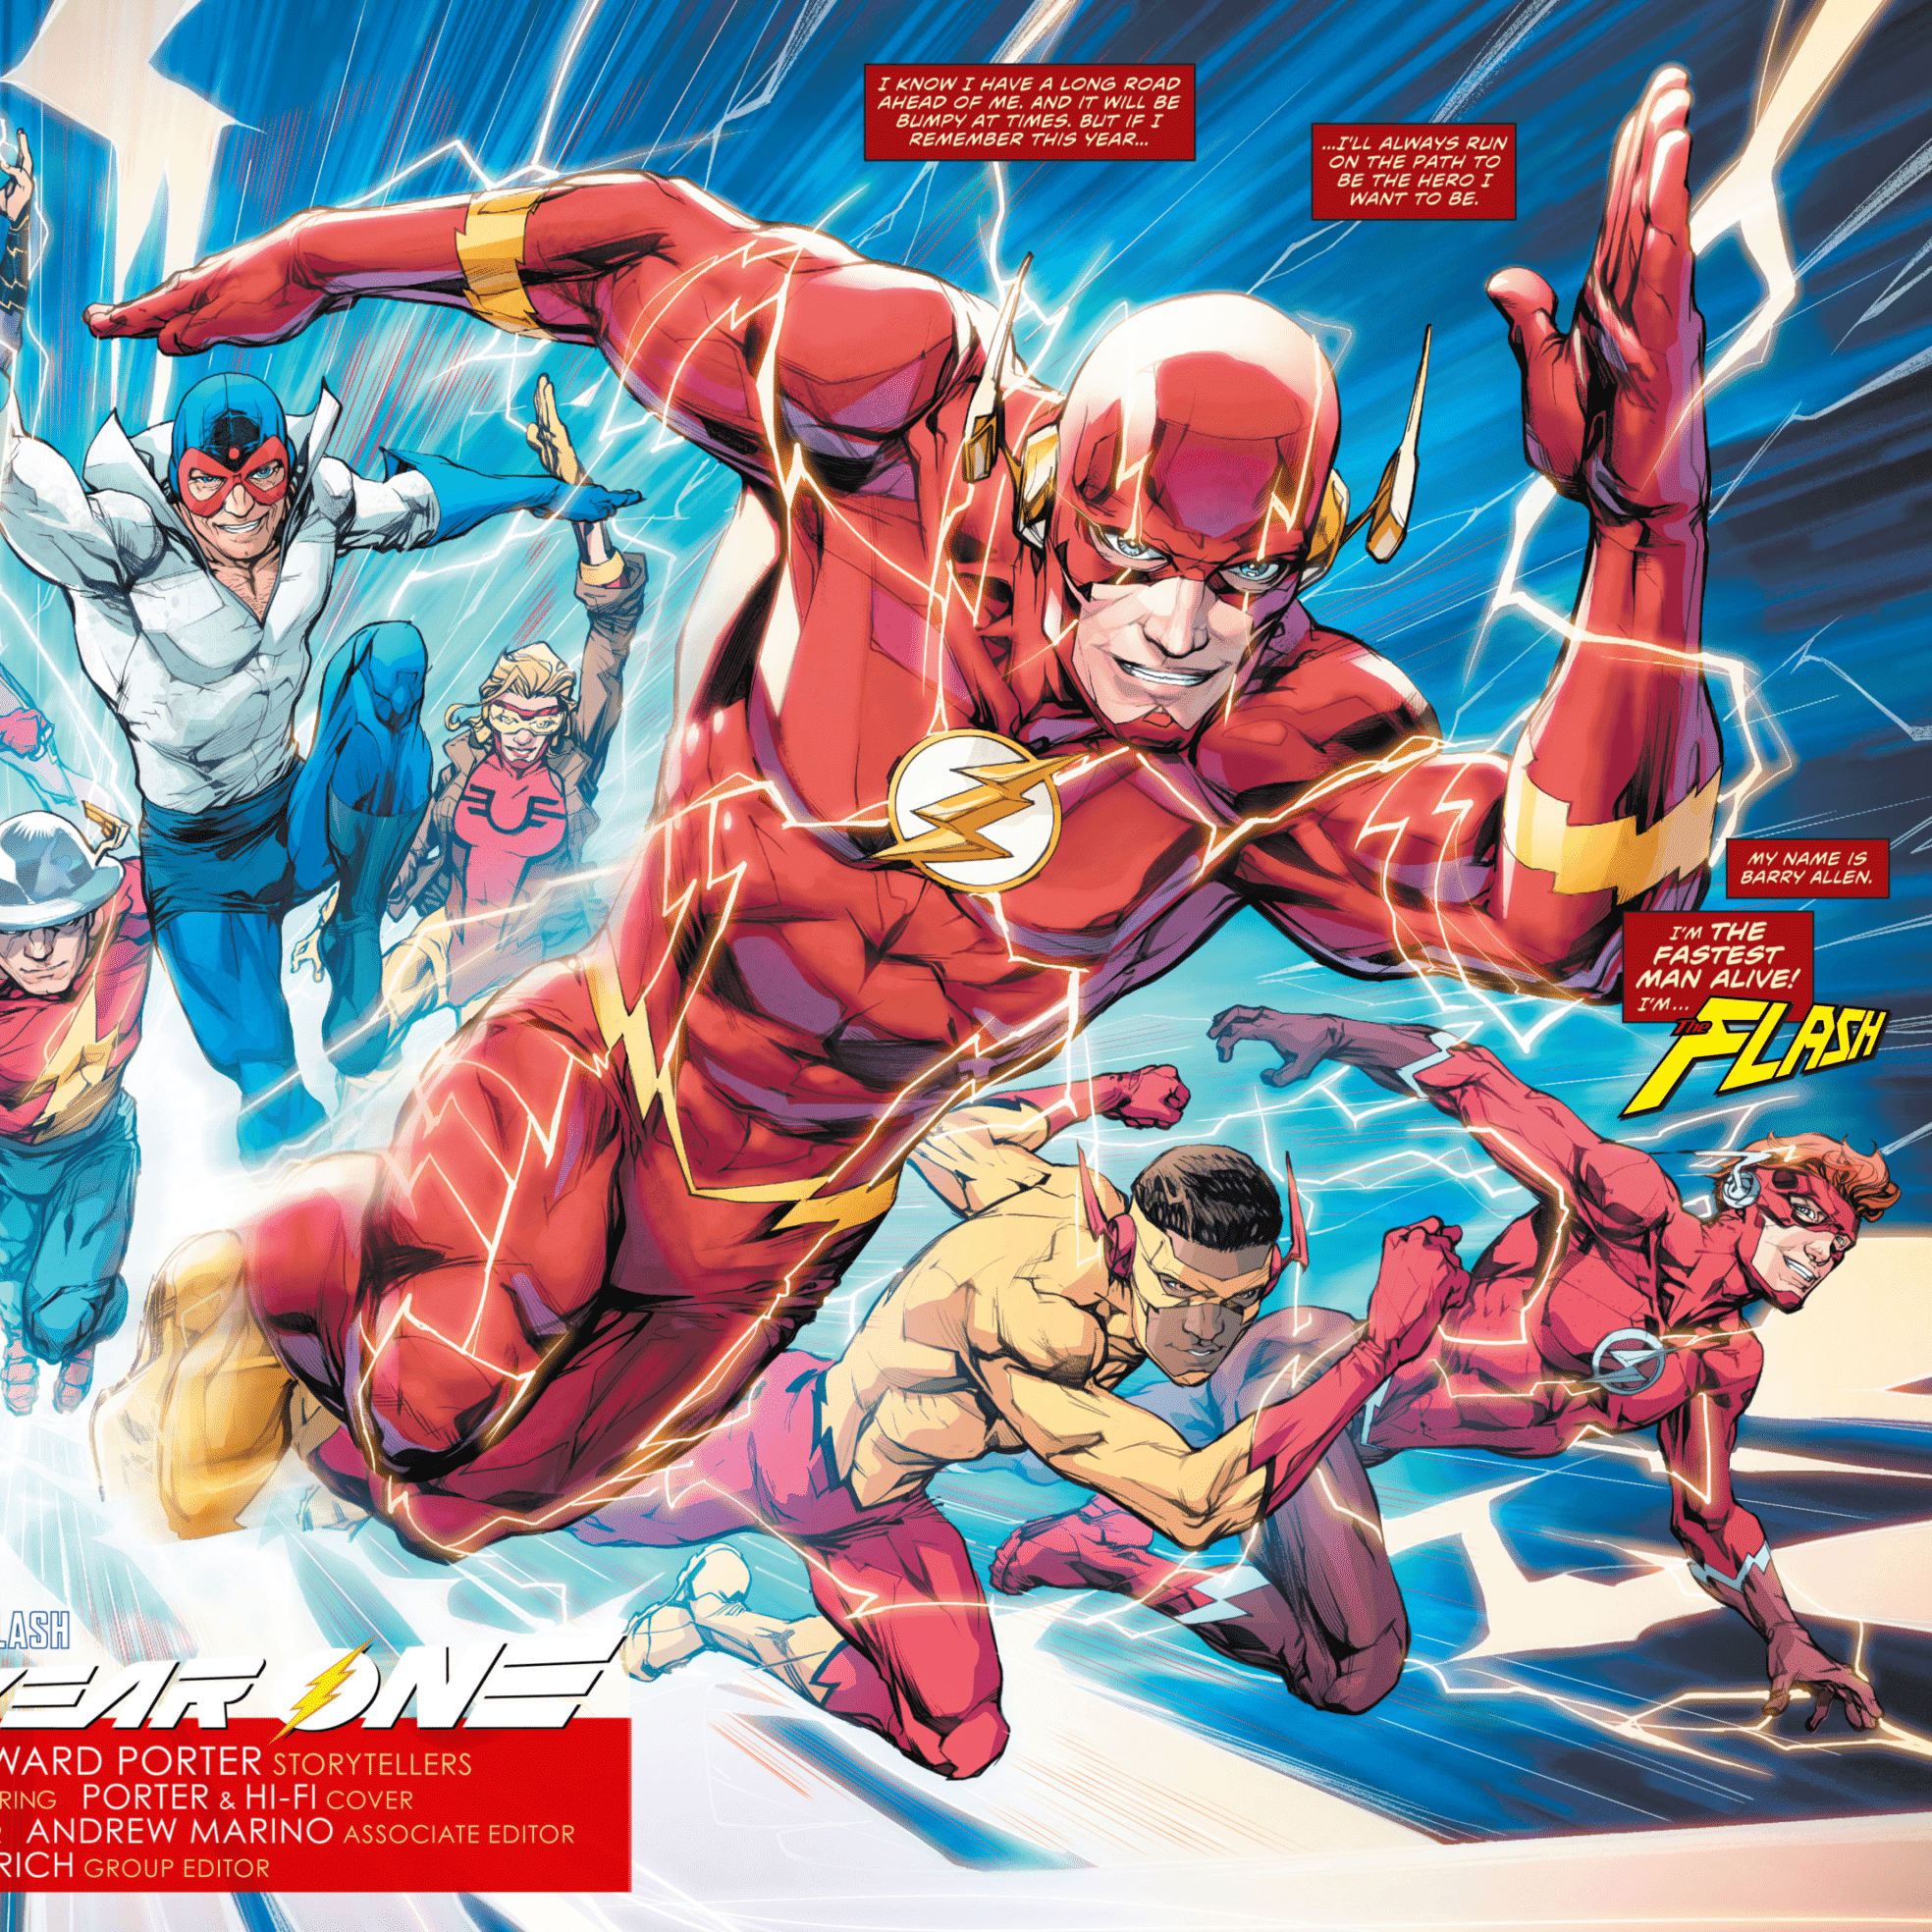 I KNOW I HAVE A LONG ROAD
AHEAD OF ME. AND IT WILL BE
BUMPY AT TIMES. BUT IF I
REMEMBER THIS YEAR...
...I'LL ALWAYS RUN
ON THE PATH TO
BE THE HERO I
WANT TO BE.
MY NAME IS
BARRY ALLEN.
I'M THE
FASTEST
MAN ALIVE!
I'M...
The FLASH
LASH
YEAR ONE
WARD PORTER STORYTELLERS
RING PORTER & HI-FI COVER
ANDREW MARINO ASSOCIATE EDITOR
RICH GROUP EDITOR